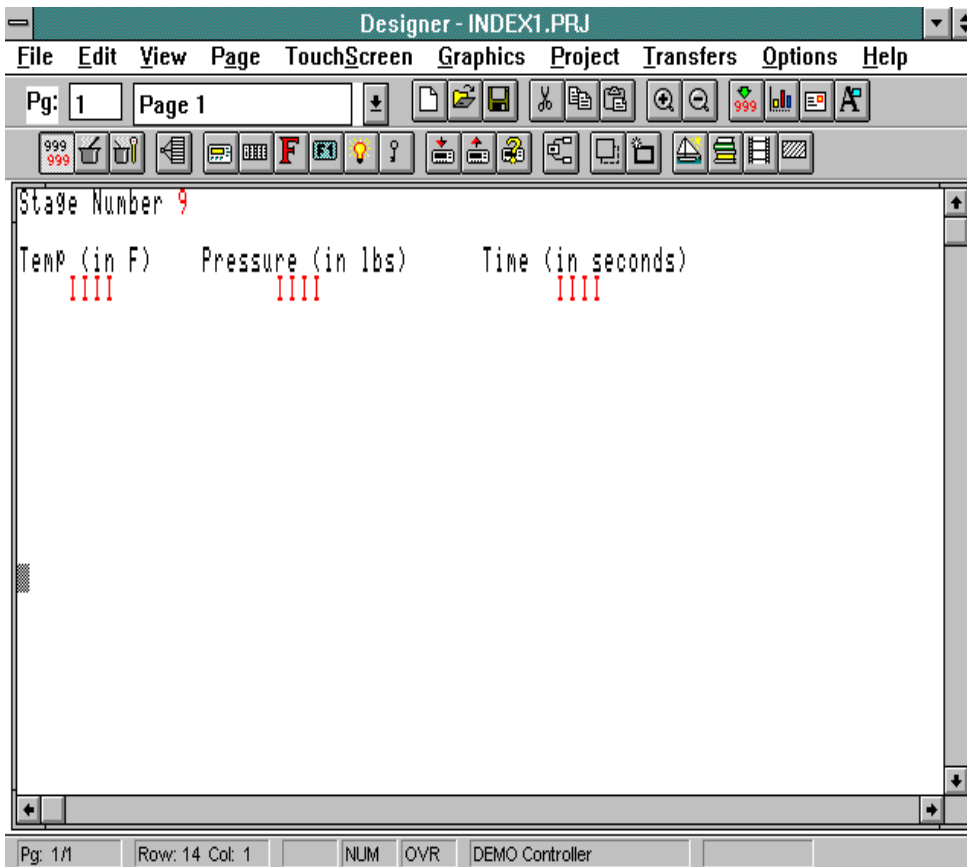 Designer - INDEX1.PRJ
File Edit View Page TouchScreen Graphics Project Transfers Options Help
Pg: 1 Page 1 999
999 999 F F1 ?
Stage Number 9
Temp (in F) Pressure (in lbs) Time (in seconds)
IIII IIII IIII
Pg: 1/1 Row: 14 Col: 1 NUM OVR DEMO Controller